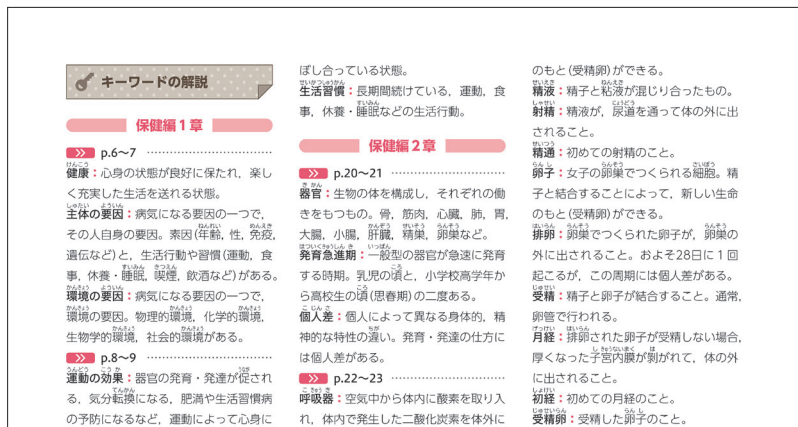 キーワードの解説
保健編1章
p.6〜7
健康：心身の状態が良好に保たれ，楽し
く充実した生活を送れる状態。
主体の要因：病気になる要因の一つで，
その人自身の要因。素因(年齢，性，免疫，
遺伝など)と，生活行動や習慣(運動，食
事，休養・睡眠，喫煙，飲酒など)がある。
環境の要因：病気になる要因の一つで，
環境の要因。物理的環境，化学的環境，
生物学的環境，社会的環境がある。
p.8〜9
運動の効果：器官の発育・発達が促され
る，気分転換になる，肥満や生活習慣病
の予防になるなど，運動によって心身に
ぼし合っている状態。
生活習慣：長期間続けている，運動，食
事，休養・睡眠などの生活行動。
保健編2章
p.20〜21
器官：生物の体を構成し，それぞれの働
きをもつもの。骨，筋肉，心臓，肺，胃，
大腸，小腸，肝臓，精巣，卵巣など。
発育急進期：一般型の器官が急速に発育
する時期。乳児の頃と，小学校高学年か
ら高校生の頃(思春期)の二度ある。
個人差：個人によって異なる身体的，精
神的な特性の違い。発育・発達の仕方に
は個人差がある。
p.22〜23
呼吸器：空気中から体内に酸素を取り入
れ，体内で発生した二酸化炭素を体外に
のもと(受精卵)ができる。
精液：精子と粘液が混じり合ったもの。
射精：精液が，尿道を通って体の外に出
されること。
精通：初めての射精のこと。
卵子：女子の卵巣でつくられる細胞。精
子と結合することによって，新しい生命
のもと(受精卵)ができる。
排卵：卵巣でつくられた卵子が，卵巣の
外に出されること。およそ28日に1回
起こるが，この周期には個人差がある。
受精：精子と卵子が結合すること。通常，
卵管で行われる。
月経：排卵された卵子が受精しない場合，
厚くなった子宮内膜が剝がれて，体の外
に出されること。
初経：初めての月経のこと。
受精卵：受精した卵子のこと。